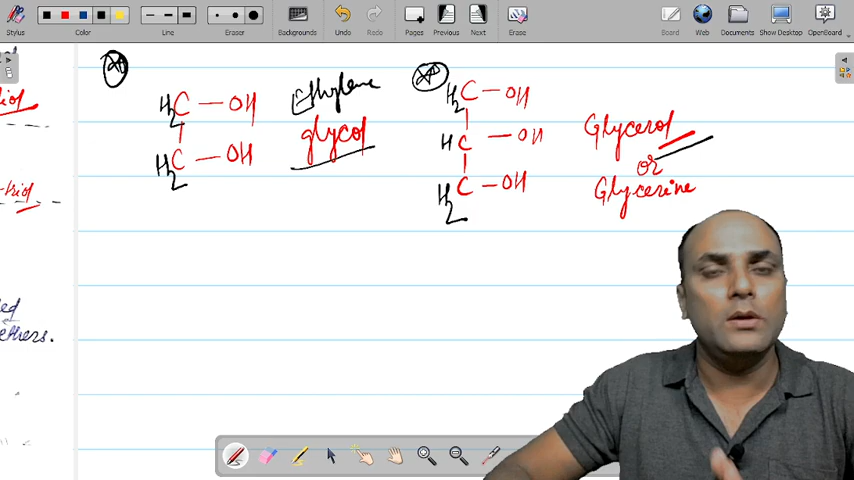 Stylus
Color
Line
Eraser
Backgrounds
Undo
Redo
Pages
Previous
Next
Erase
Board
Web
Documents
Show Desktop
OpenBoard
H2C — OH
H2C — OH
Ethylene
glycol
H2C — OH
HC — OH
H2C — OH
Glycerol
or
Glycerine
ethers.